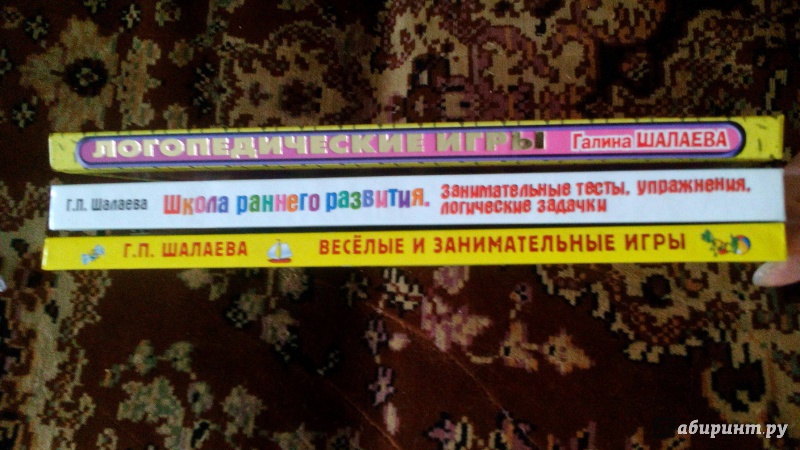 ЛОГОПЕДИЧЕСКИЕ ИГРЫ Галина ШАЛАЕВА
Г.П. Шалаева Школа раннего развития. Занимательные тесты, упражнения,
логические задачки
Г.П. ШАЛАЕВА ВЕСЁЛЫЕ И ЗАНИМАТЕЛЬНЫЕ ИГРЫ
абиринт.ру